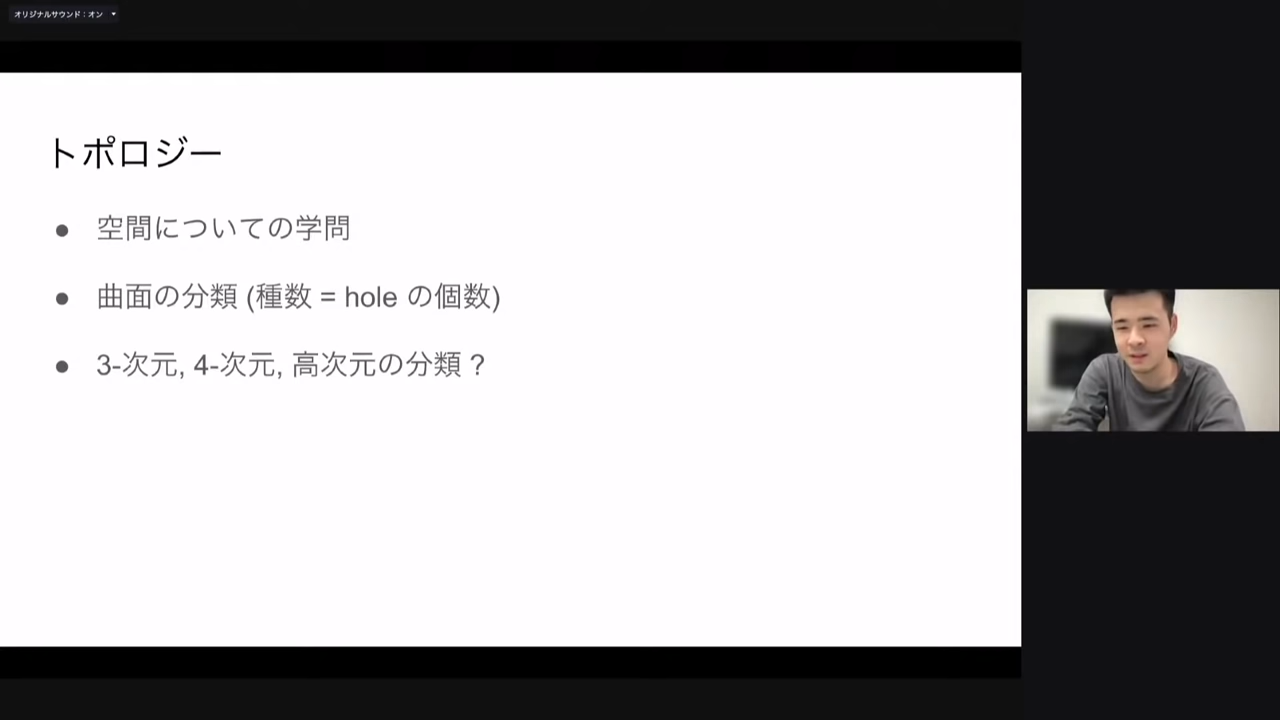 オリジナルサウンド：オン
トポロジー
● 空間についての学問
● 曲面の分類 (種数 = hole の個数)
● 3-次元, 4-次元, 高次元の分類 ?